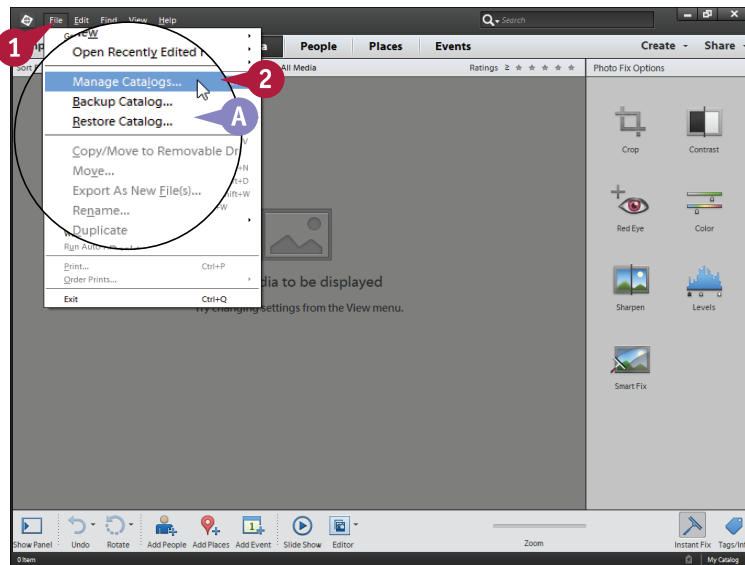 File Edit Find View Help
Search
1
New
Open Recently Edited
People Places Events
Create Share
All Media
Ratings ≥
Photo Fix Options
Manage Catalogs...
2
Backup Catalog...
A
Restore Catalog...
Copy/Move to Removable Dr
Move...
Export As New File(s)...
Rename...
Duplicate
Print... Ctrl+P
Order Prints...
Exit Ctrl+Q
dia to be displayed
Try changing settings from the View menu.
Crop Contrast
Red Eye Color
Sharpen Levels
Smart Fix
Show Panel Undo Rotate Add People Add Places Add Event Slide Show Editor Zoom Instant Fix Tags/Inf
0 Item
My Catalog